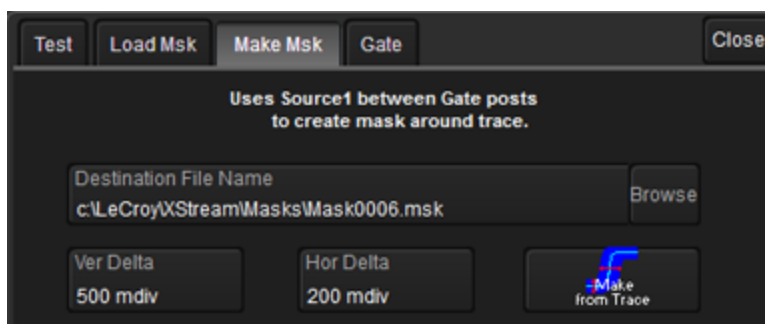 Test Load Msk Make Msk Gate Close
Uses Source1 between Gate posts
to create mask around trace.
Destination File Name
c:\LeCroy\XStream\Masks\Mask0006.msk
Browse
Ver Delta Hor Delta
500 mdiv 200 mdiv
Make
from Trace